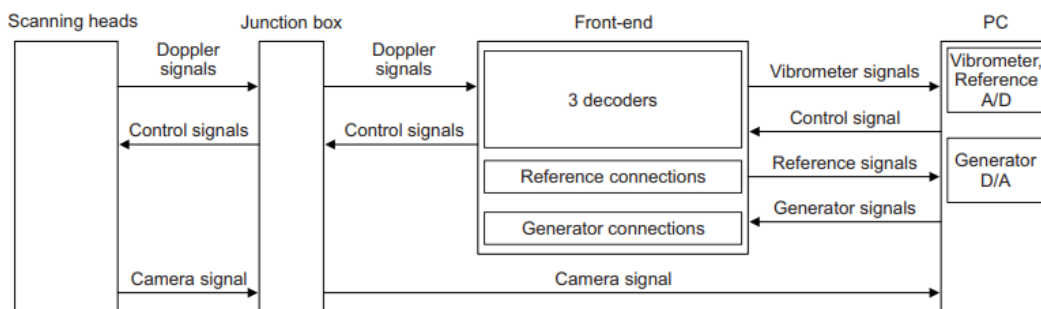 Scanning heads
Junction box
Front-end
PC
Doppler
signals
Doppler
signals
Vibrometer signals
Vibrometer,
Reference
A/D
3 decoders
Control signals
Control signals
Control signal
Reference connections
Reference signals
Generator
D/A
Generator connections
Generator signals
Camera signal
Camera signal